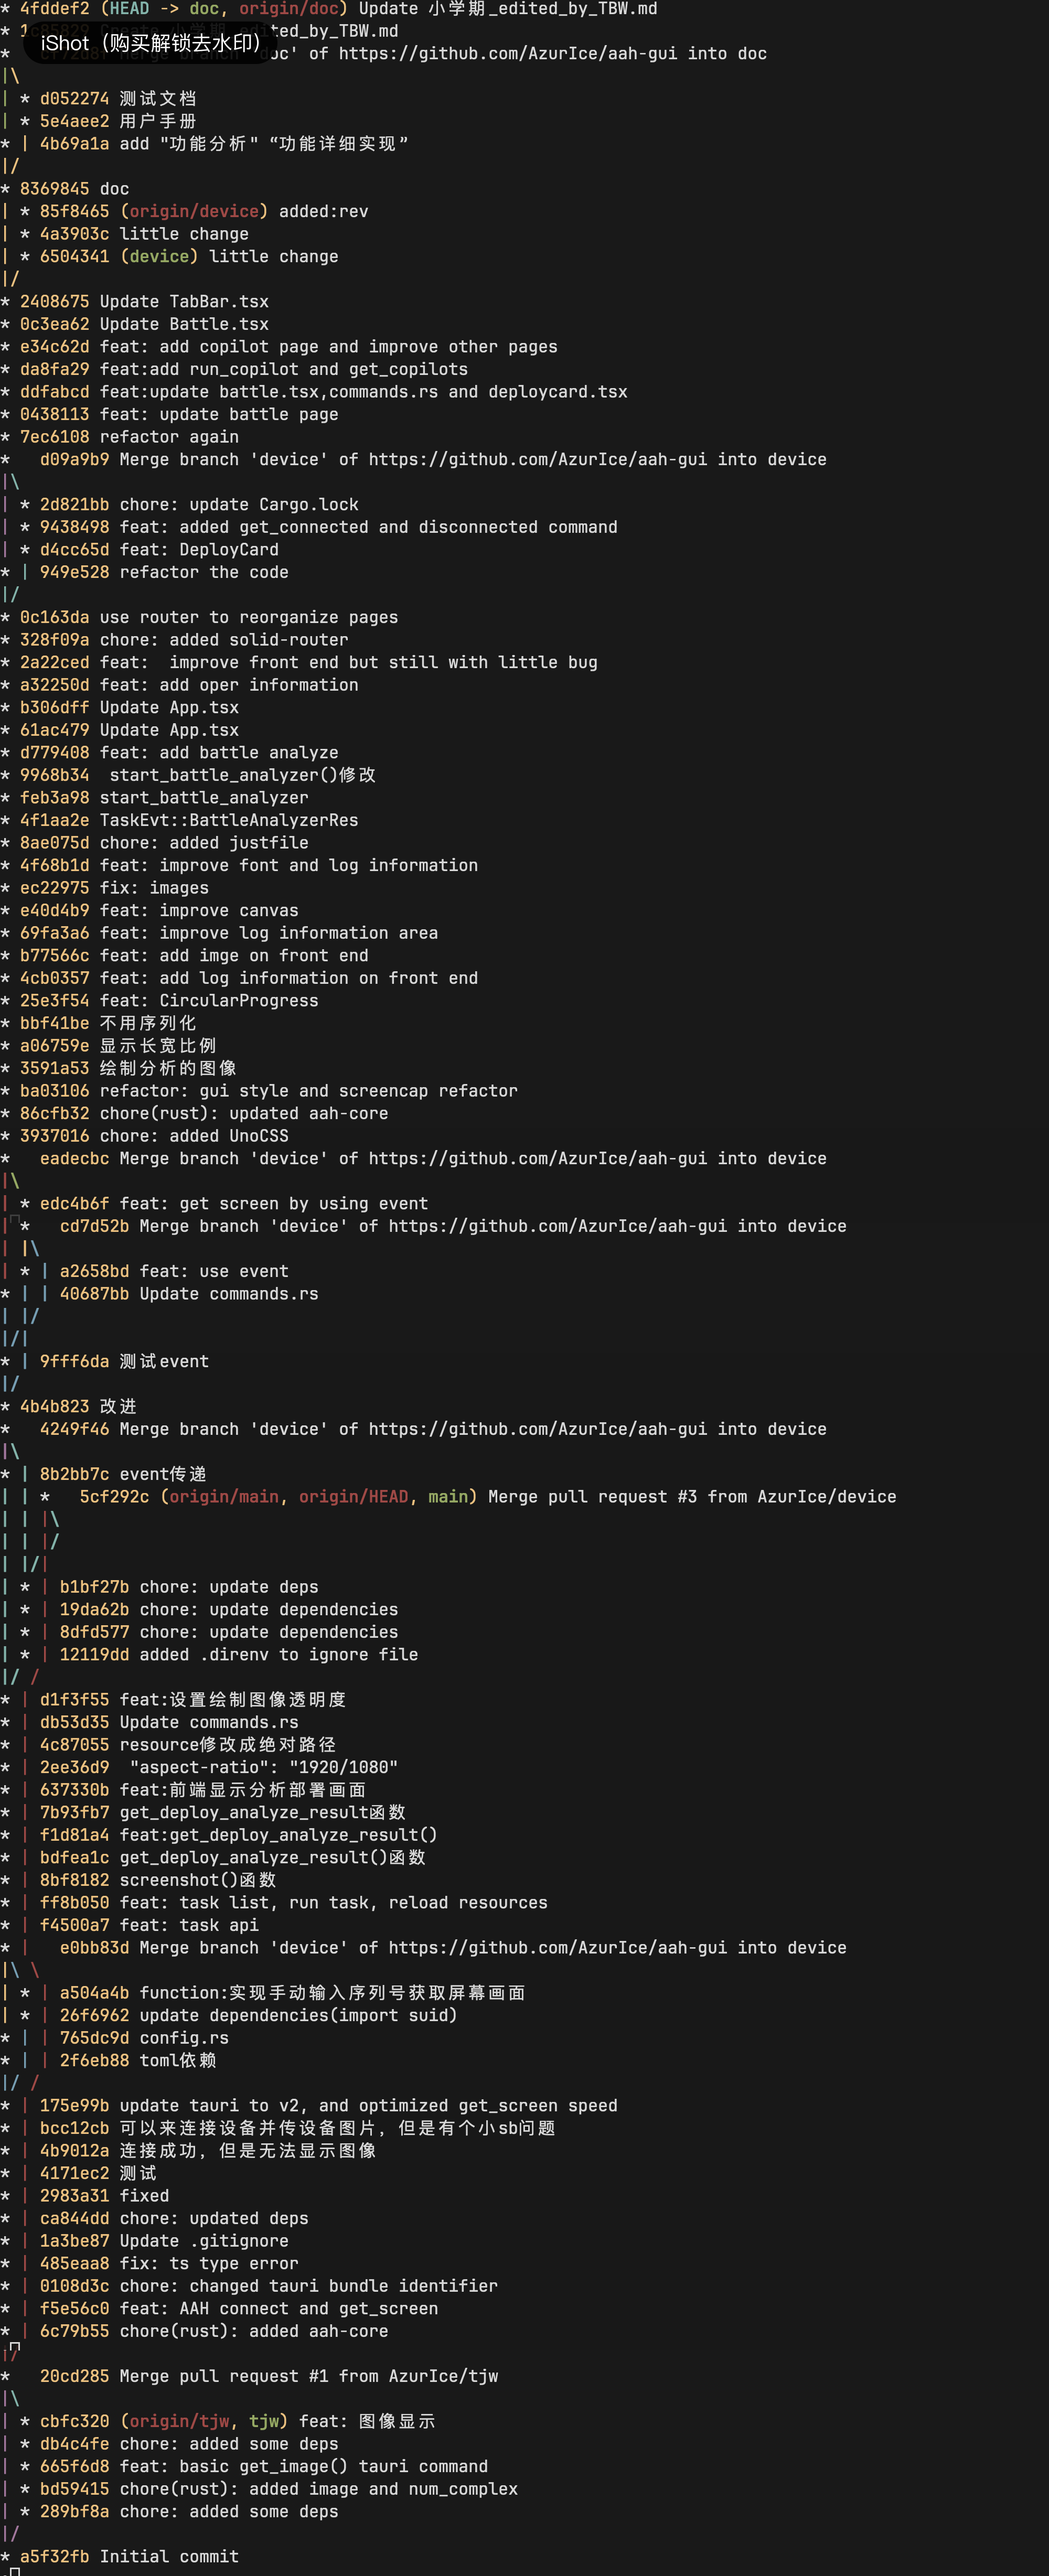 * 4fddef2 (HEAD -> doc, origin/doc) Update 小学期_edited_by_TBW.md
edited_by_TBW.md
iShot（购买解锁去水印）
doc' of https://github.com/AzurIce/aah-gui into doc
|\
| * d052274 测试文档
| * 5e4aee2 用户手册
* | 4b69a1a add "功能分析" “功能详细实现”
|/
* 8369845 doc
| * 85f8465 (origin/device) added:rev
| * 4a3903c little change
| * 6504341 (device) little change
|/
* 2408675 Update TabBar.tsx
* 0c3ea62 Update Battle.tsx
* e34c62d feat: add copilot page and improve other pages
* da8fa29 feat:add run_copilot and get_copilots
* ddfabcd feat:update battle.tsx,commands.rs and deploycard.tsx
* 0438113 feat: update battle page
* 7ec6108 refactor again
*   d09a9b9 Merge branch 'device' of https://github.com/AzurIce/aah-gui into device
|\
| * 2d821bb chore: update Cargo.lock
| * 9438498 feat: added get_connected and disconnected command
| * d4cc65d feat: DeployCard
* | 949e528 refactor the code
|/
* 0c163da use router to reorganize pages
* 328f09a chore: added solid-router
* 2a22ced feat:  improve front end but still with little bug
* a32250d feat: add oper information
* b306dff Update App.tsx
* 61ac479 Update App.tsx
* d779408 feat: add battle analyze
* 9968b34  start_battle_analyzer()修改
* feb3a98 start_battle_analyzer
* 4f1aa2e TaskEvt::BattleAnalyzerRes
* 8ae075d chore: added justfile
* 4f68b1d feat: improve font and log information
* ec22975 fix: images
* e40d4b9 feat: improve canvas
* 69fa3a6 feat: improve log information area
* b77566c feat: add imge on front end
* 4cb0357 feat: add log information on front end
* 25e3f54 feat: CircularProgress
* bbf41be 不用序列化
* a06759e 显示长宽比例
* 3591a53 绘制分析的图像
* ba03106 refactor: gui style and screencap refactor
* 86cfb32 chore(rust): updated aah-core
* 3937016 chore: added UnoCSS
*   eadecbc Merge branch 'device' of https://github.com/AzurIce/aah-gui into device
|\
| * edc4b6f feat: get screen by using event
| *   cd7d52b Merge branch 'device' of https://github.com/AzurIce/aah-gui into device
| |\
| * | a2658bd feat: use event
* | | 40687bb Update commands.rs
| |/
|/|
* | 9fff6da 测试event
|/
* 4b4b823 改进
*   4249f46 Merge branch 'device' of https://github.com/AzurIce/aah-gui into device
|\
* | 8b2bb7c event传递
| | *   5cf292c (origin/main, origin/HEAD, main) Merge pull request #3 from AzurIce/device
| | |\
| | |/
| |/|
| * | b1bf27b chore: update deps
| * | 19da62b chore: update dependencies
| * | 8dfd577 chore: update dependencies
| * | 12119dd added .direnv to ignore file
|/ /
* | d1f3f55 feat:设置绘制图像透明度
* | db53d35 Update commands.rs
* | 4c87055 resource修改成绝对路径
* | 2ee36d9  "aspect-ratio": "1920/1080"
* | 637330b feat:前端显示分析部署画面
* | 7b93fb7 get_deploy_analyze_result函数
* | f1d81a4 feat:get_deploy_analyze_result()
* | bdfea1c get_deploy_analyze_result()函数
* | 8bf8182 screenshot()函数
* | ff8b050 feat: task list, run task, reload resources
* | f4500a7 feat: task api
* |   e0bb83d Merge branch 'device' of https://github.com/AzurIce/aah-gui into device
|\ \
| * | a504a4b function:实现手动输入序列号获取屏幕画面
| * | 26f6962 update dependencies(import suid)
* | | 765dc9d config.rs
* | | 2f6eb88 toml依赖
|/ /
* | 175e99b update tauri to v2, and optimized get_screen speed
* | bcc12cb 可以来连接设备并传设备图片，但是有个小sb问题
* | 4b9012a 连接成功，但是无法显示图像
* | 4171ec2 测试
* | 2983a31 fixed
* | ca844dd chore: updated deps
* | 1a3be87 Update .gitignore
* | 485eaa8 fix: ts type error
* | 0108d3c chore: changed tauri bundle identifier
* | f5e56c0 feat: AAH connect and get_screen
* | 6c79b55 chore(rust): added aah-core
|/
*   20cd285 Merge pull request #1 from AzurIce/tjw
|\
| * cbfc320 (origin/tjw, tjw) feat: 图像显示
| * db4c4fe chore: added some deps
| * 665f6d8 feat: basic get_image() tauri command
| * bd59415 chore(rust): added image and num_complex
| * 289bf8a chore: added some deps
|/
* a5f32fb Initial commit